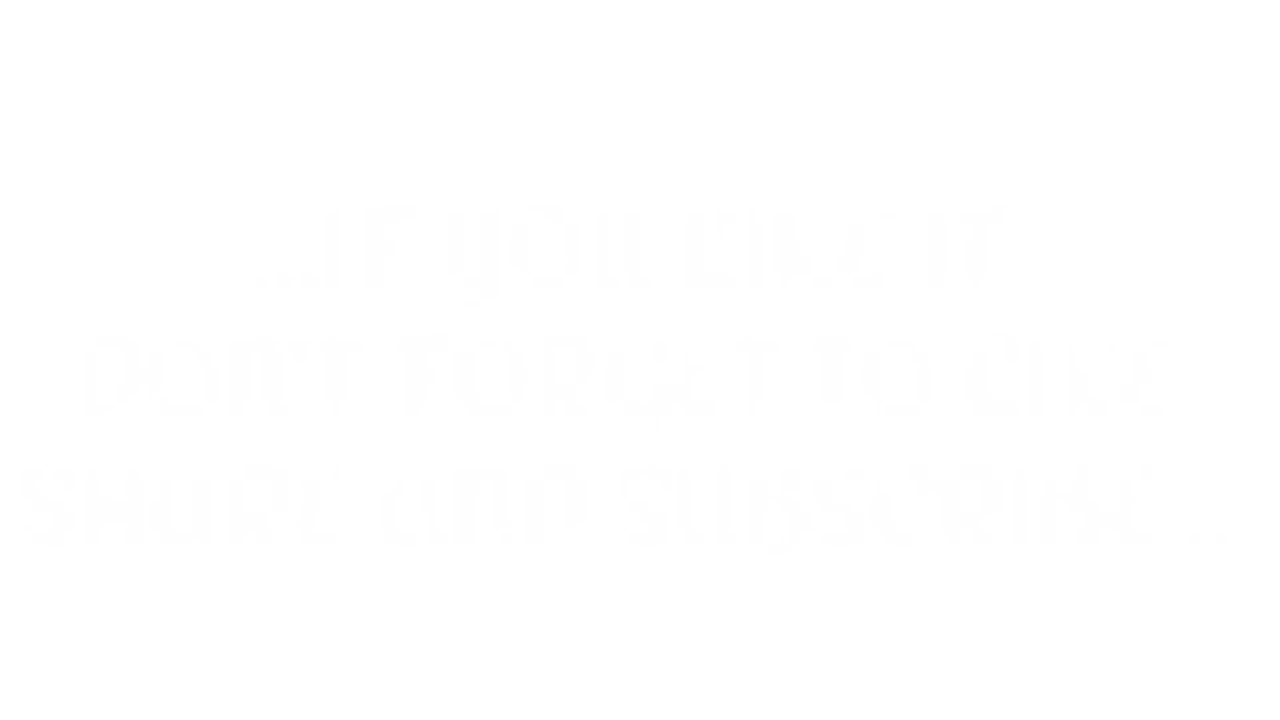 ...IF YOU LIKE IT
DON'T FORGET TO LIKE
SHARE AND SUBSCRIBE...